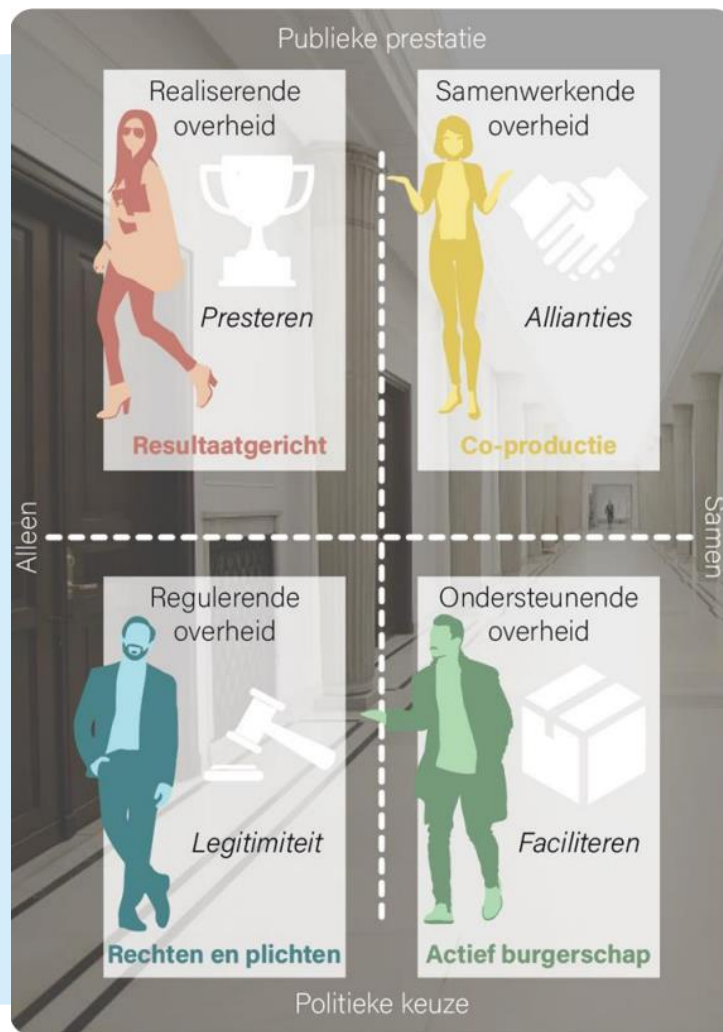 Publieke prestatie
Realiserende
overheid
Presteren
Resultaatgericht
Samenwerkende
overheid
Allianties
Co-productie
Alleen
Samen
Regulerende
overheid
Legitimiteit
Rechten en plichten
Ondersteunende
overheid
Faciliteren
Actief burgerschap
Politieke keuze